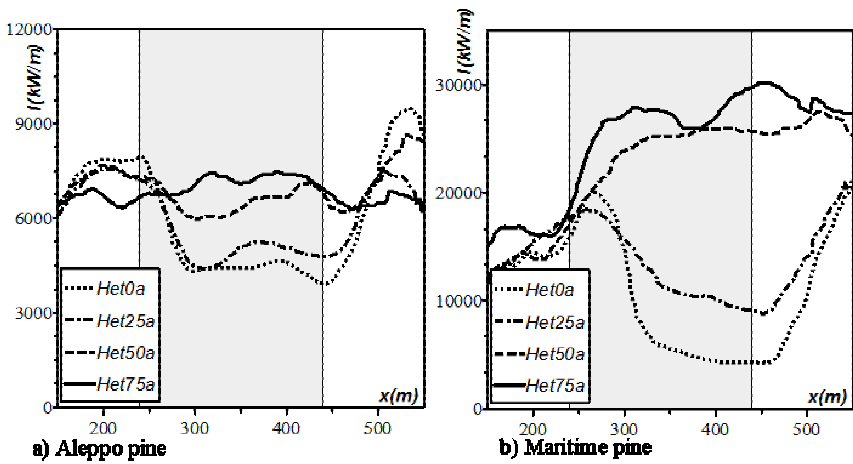 12000
9000
6000
3000
0
I(kW/m)
Het0a
Het25a
Het50a
Het75a
x(m)
200
300
400
500
a) Aleppo pine
30000
20000
10000
0
I(kW/m)
Het0a
Het25a
Het50a
Het75a
x(m)
200
300
400
500
b) Maritime pine